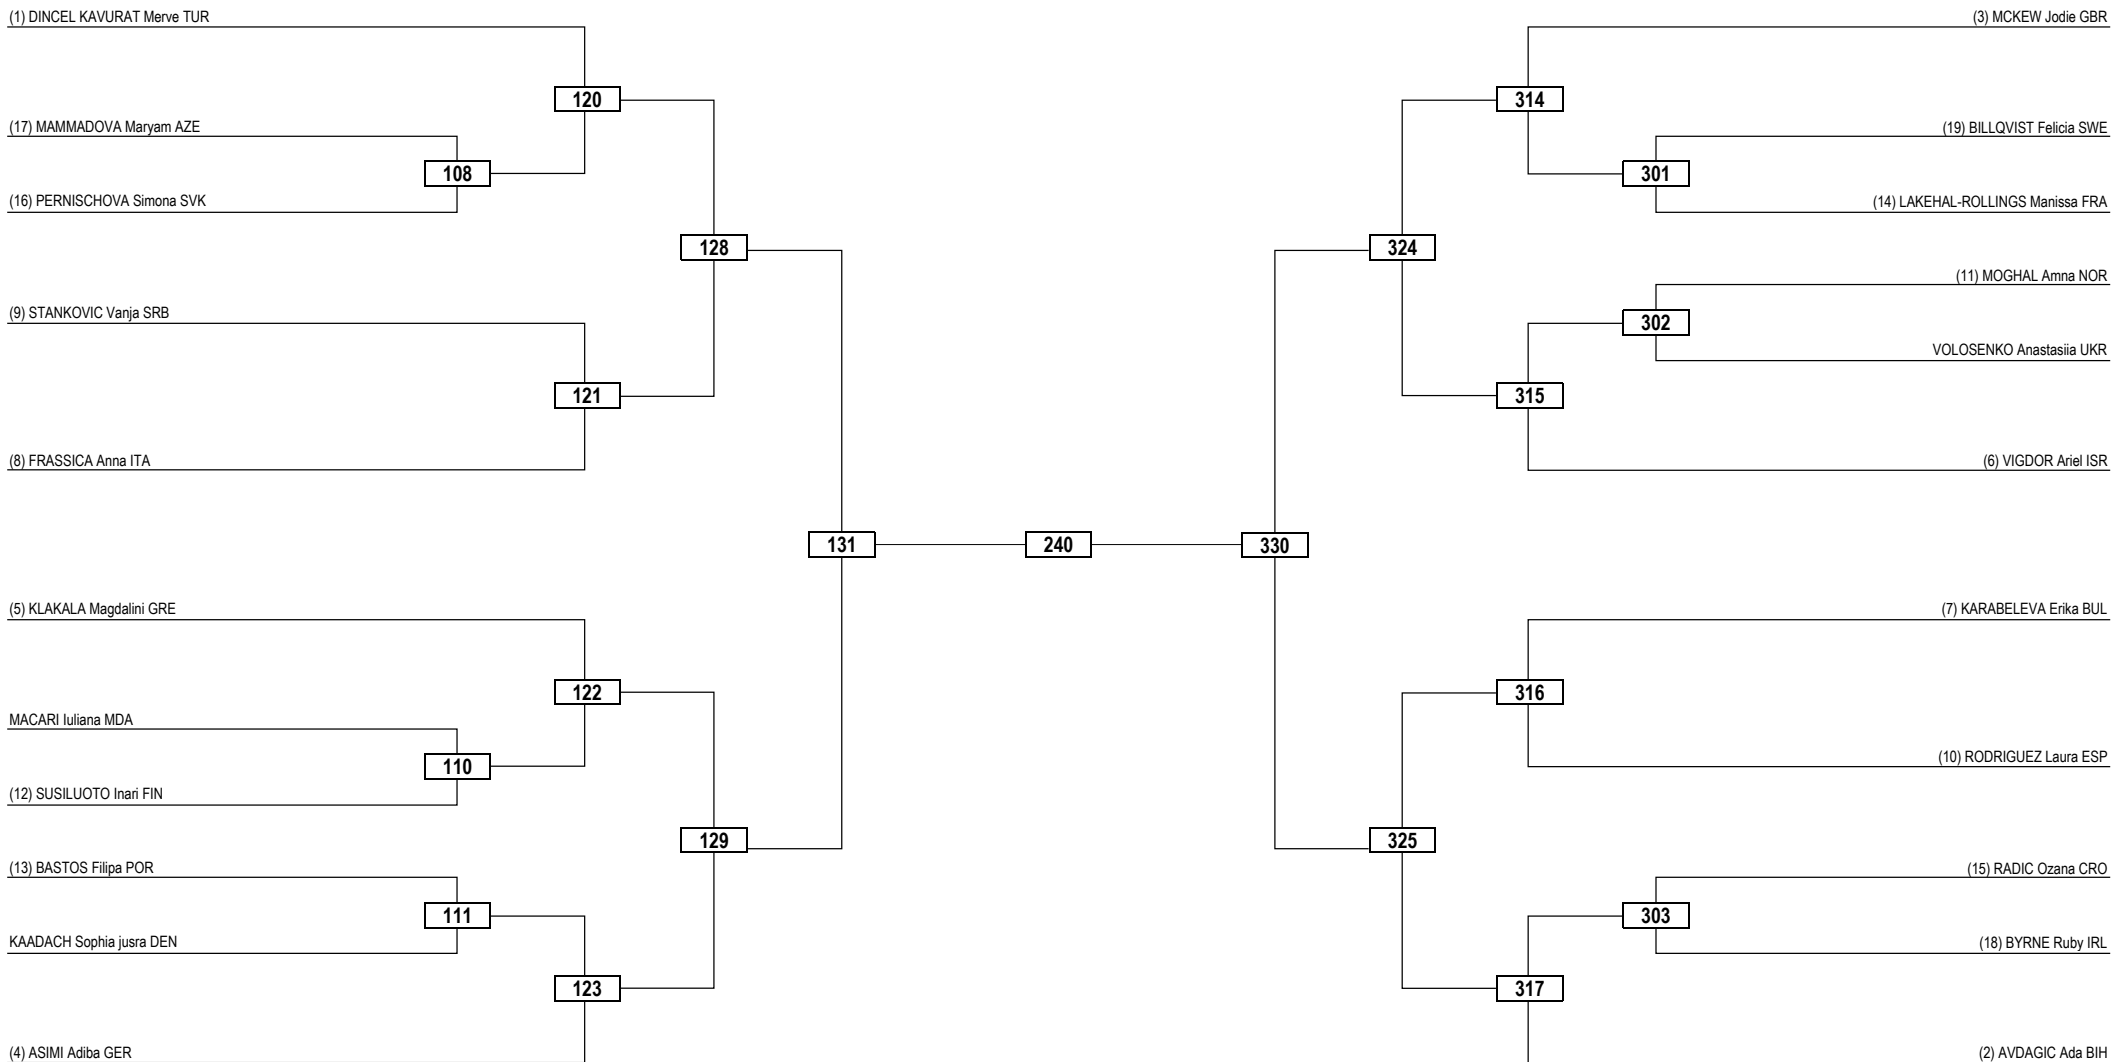 (1) DINCEL KAVURAT Merve TUR
(3) MCKEW Jodie GBR
120
314
(17) MAMMADOVA Maryam AZE
(19) BILLQVIST Felicia SWE
108
301
(16) PERNISCHOVA Simona SVK
(14) LAKEHAL-ROLLINGS Manissa FRA
128
324
(11) MOGHAL Amna NOR
(9) STANKOVIC Vanja SRB
302
VOLOSENKO Anastasiia UKR
121
315
(8) FRASSICA Anna ITA
(6) VIGDOR Ariel ISR
131
240
330
(5) KLAKALA Magdalini GRE
(7) KARABELEVA Erika BUL
122
316
MACARI Iuliana MDA
110
(10) RODRIGUEZ Laura ESP
(12) SUSILUOTO Inari FIN
129
325
(13) BASTOS Filipa POR
(15) RADIC Ozana CRO
111
303
KAADACH Sophia jusra DEN
(18) BYRNE Ruby IRL
123
317
(4) ASIMI Adiba GER
(2) AVDAGIC Ada BIH